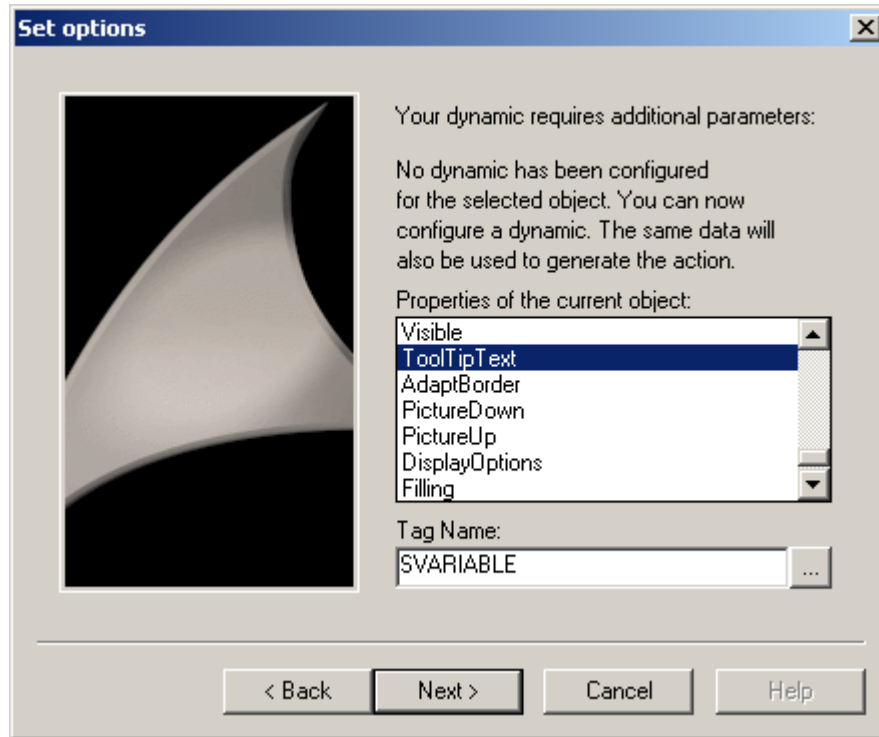 Set options
Your dynamic requires additional parameters:
No dynamic has been configured
for the selected object. You can now
configure a dynamic. The same data will
also be used to generate the action.
Properties of the current object:
Visible
ToolTipText
AdaptBorder
PictureDown
PictureUp
DisplayOptions
Filling
Tag Name:
SVARIABLE
...
< Back
Next >
Cancel
Help